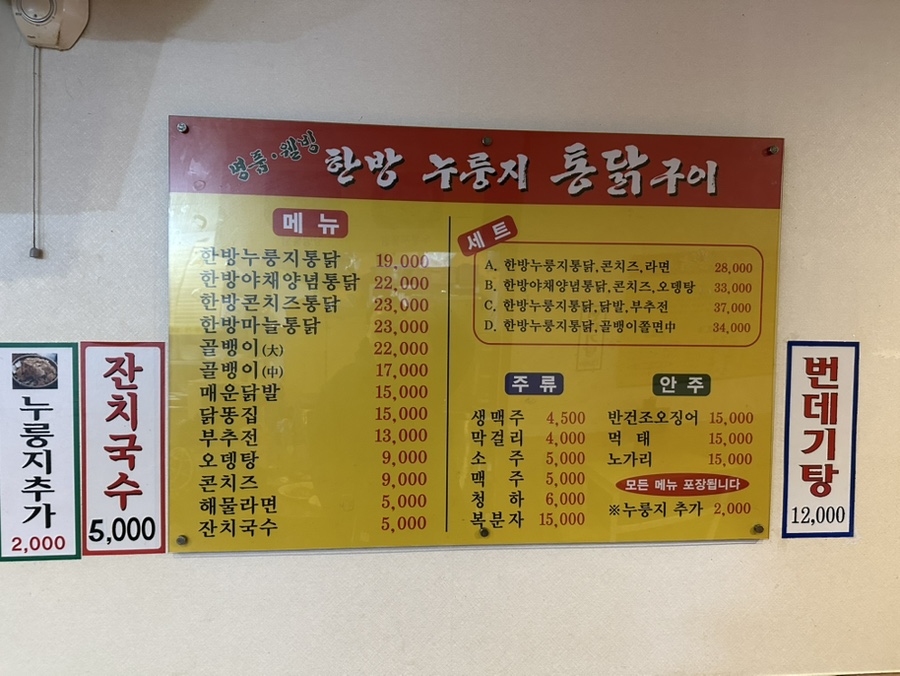 명품·웰빙 한방 누룽지 통닭구이
메뉴
한방누룽지통닭 19,000
한방야채양념통닭 22,000
한방콘치즈통닭 23,000
한방마늘통닭 23,000
골뱅이(大) 22,000
골뱅이(中) 17,000
매운닭발 15,000
닭똥집 15,000
부추전 13,000
오뎅탕 9,000
콘치즈 9,000
해물라면 5,000
잔치국수 5,000
세트
A. 한방누룽지통닭,콘치즈,라면 28,000
B. 한방야채양념통닭,콘치즈,오뎅탕 33,000
C. 한방누룽지통닭,닭발,부추전 37,000
D. 한방누룽지통닭,골뱅이쫄면中 34,000
주류
생맥주 4,500
막걸리 4,000
소주 5,000
맥주 5,000
청하 6,000
복분자 15,000
안주
반건조오징어 15,000
먹태 15,000
노가리 15,000
모든 메뉴 포장됩니다
※누룽지 추가 2,000
누룽지추가
2,000
잔치국수
5,000
번데기탕
12,000